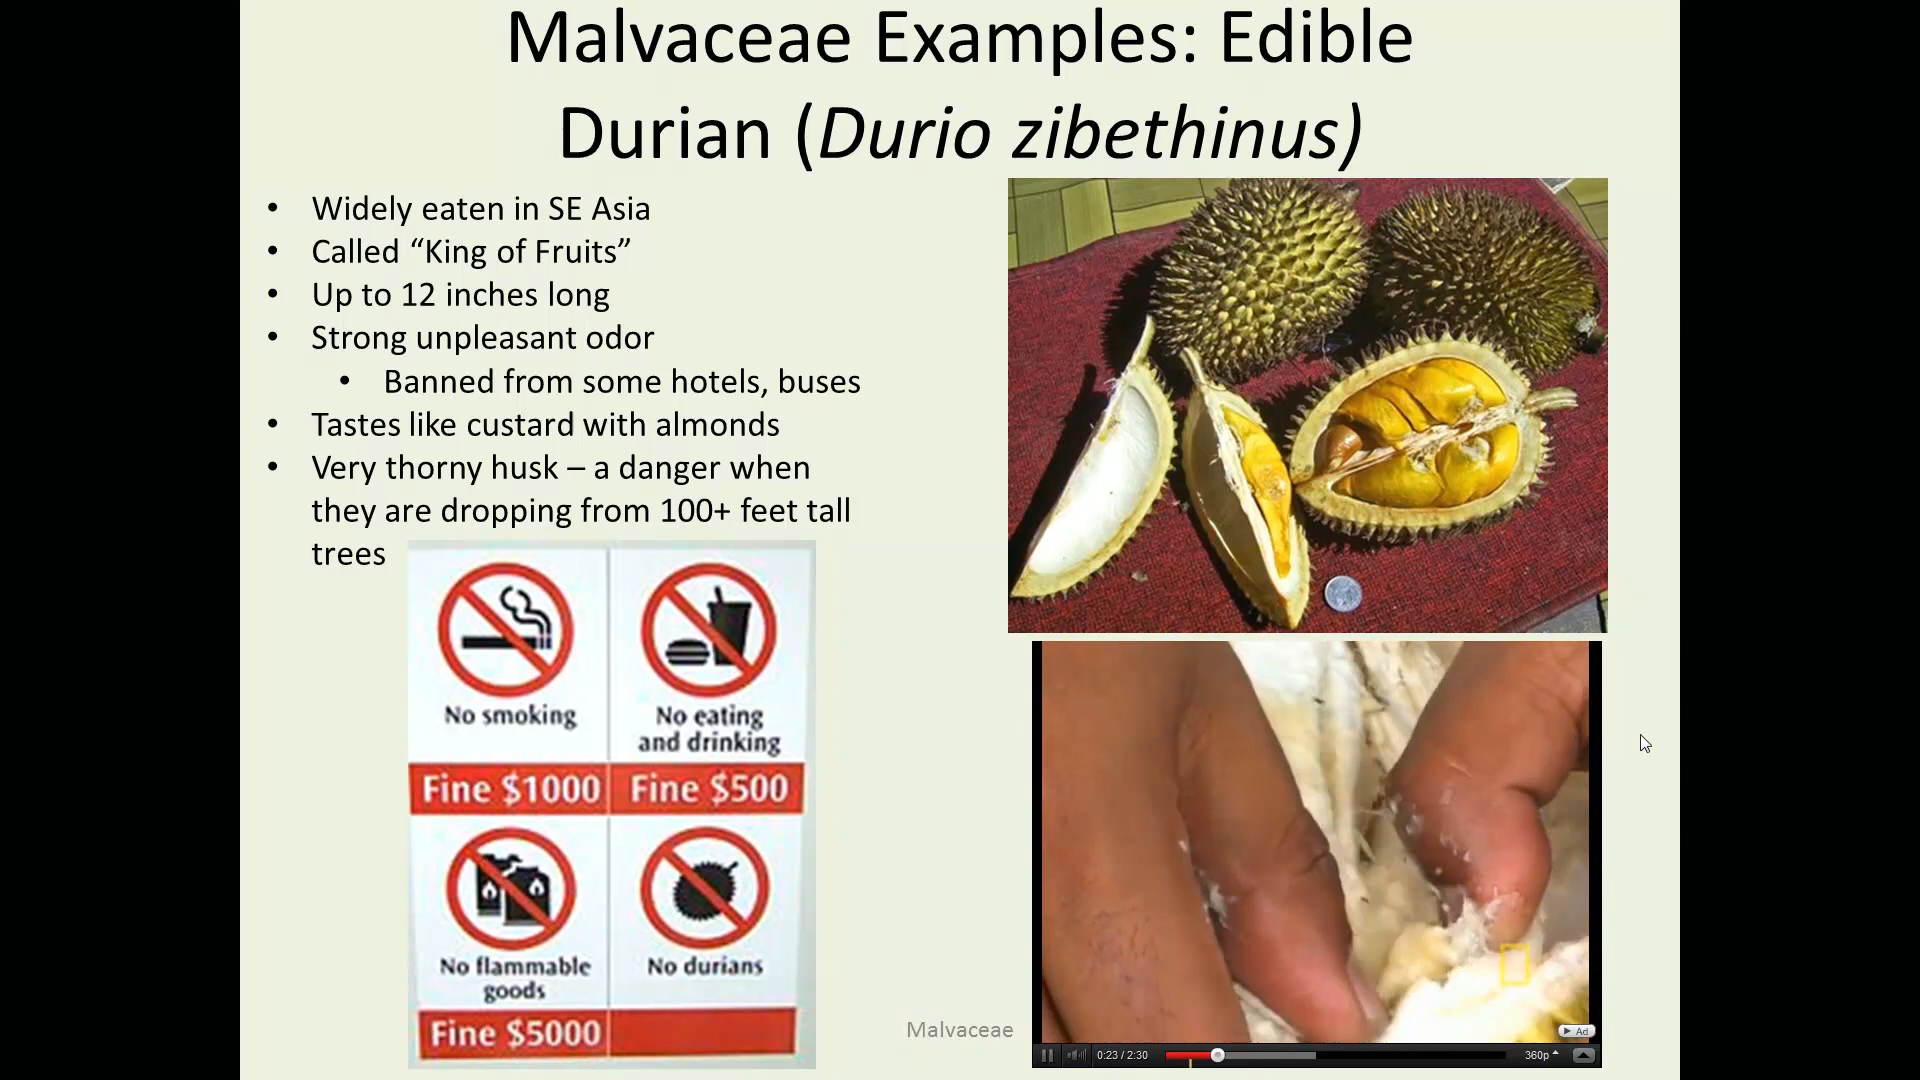 Malvaceae Examples: Edible
Durian (Durio zibethinus)
• Widely eaten in SE Asia
• Called “King of Fruits”
• Up to 12 inches long
• Strong unpleasant odor
• Banned from some hotels, buses
• Tastes like custard with almonds
• Very thorny husk – a danger when
they are dropping from 100+ feet tall
trees
No smoking
Fine $1000
No eating
and drinking
Fine $500
No flammable
goods
Fine $5000
No durians
Malvaceae
Ad
0:23 / 2:30
360p